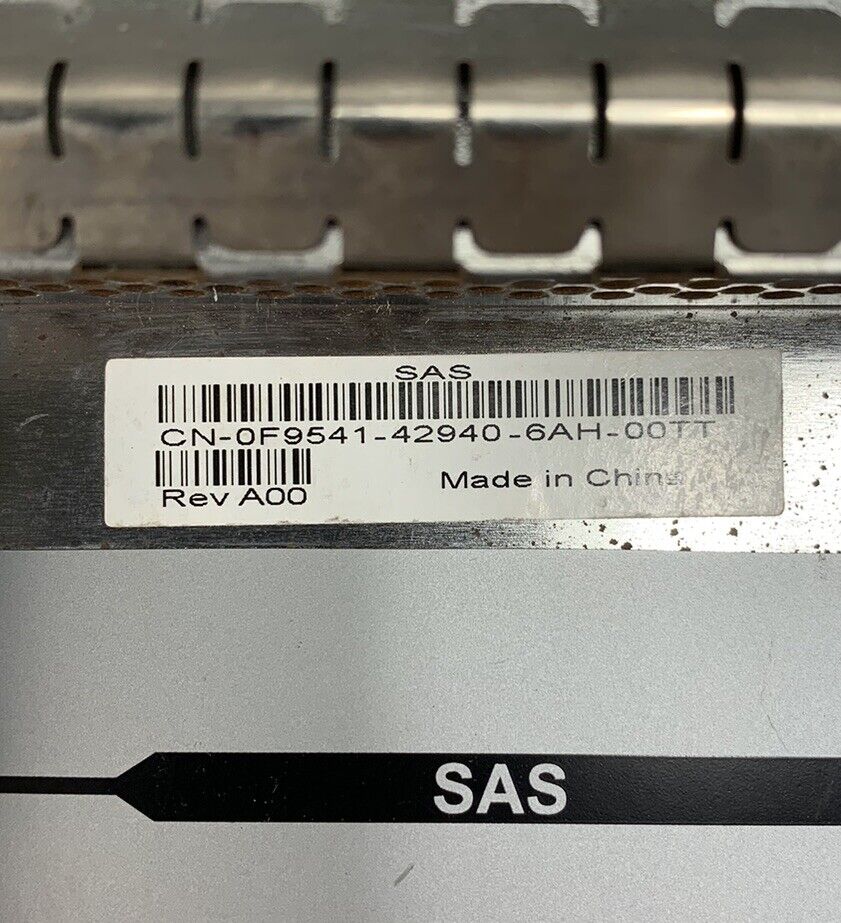 SAS
CN-0F9541-42940-6AH-00TT
Rev A00
Made in China
SAS